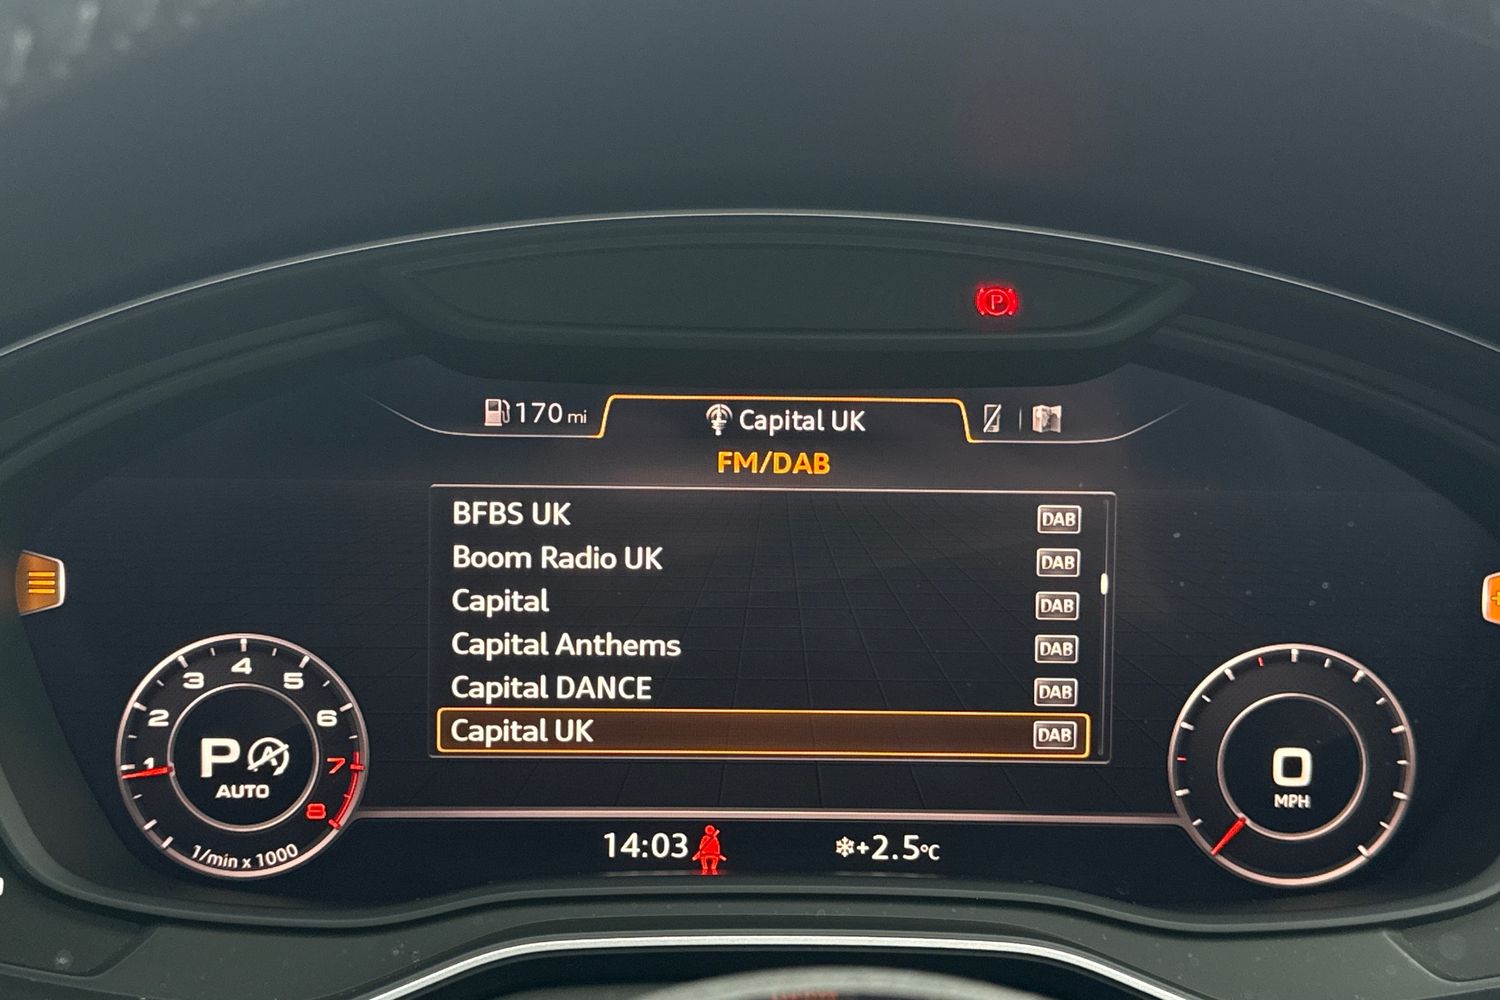 P
170 mi
Capital UK
FM/DAB
BFBS UK DAB
Boom Radio UK DAB
Capital DAB
Capital Anthems DAB
Capital DANCE DAB
Capital UK DAB
1 2 3 4 5 6 7 8
P A
AUTO
1/min x 1000
0
MPH
14:03
+2.5°C